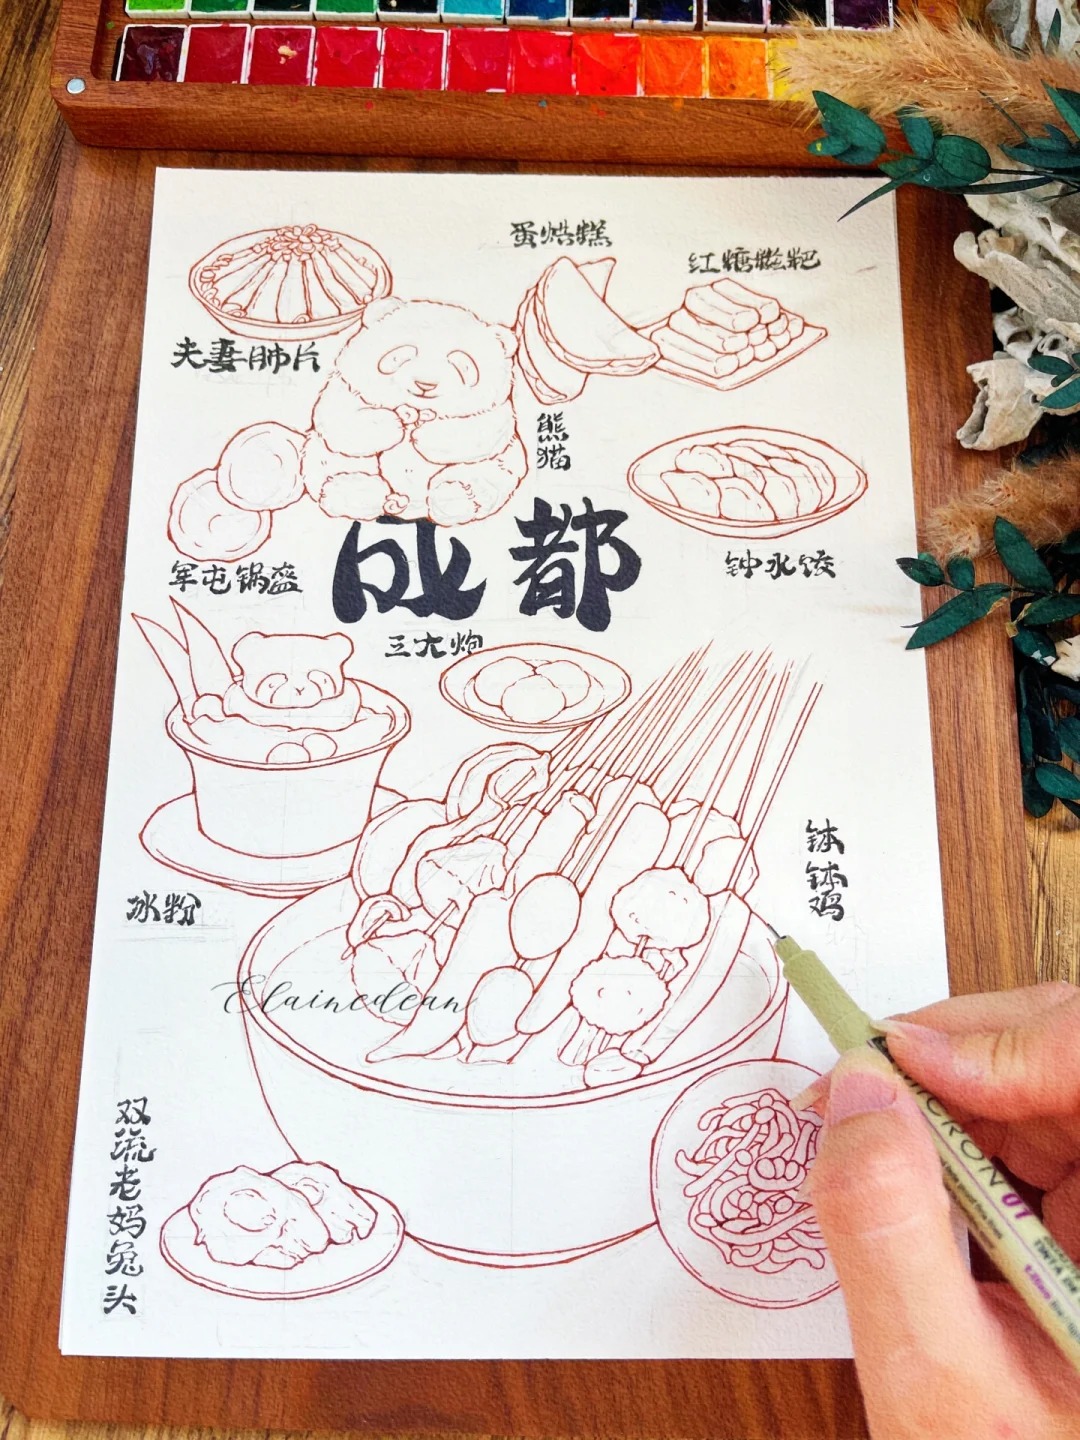 蛋烘糕
红糖糍粑
夫妻肺片
熊猫
成都
军屯锅盔
钟水饺
三大炮
冰粉
钵钵鸡
Elainedean
双流老妈兔头
MICRON 01